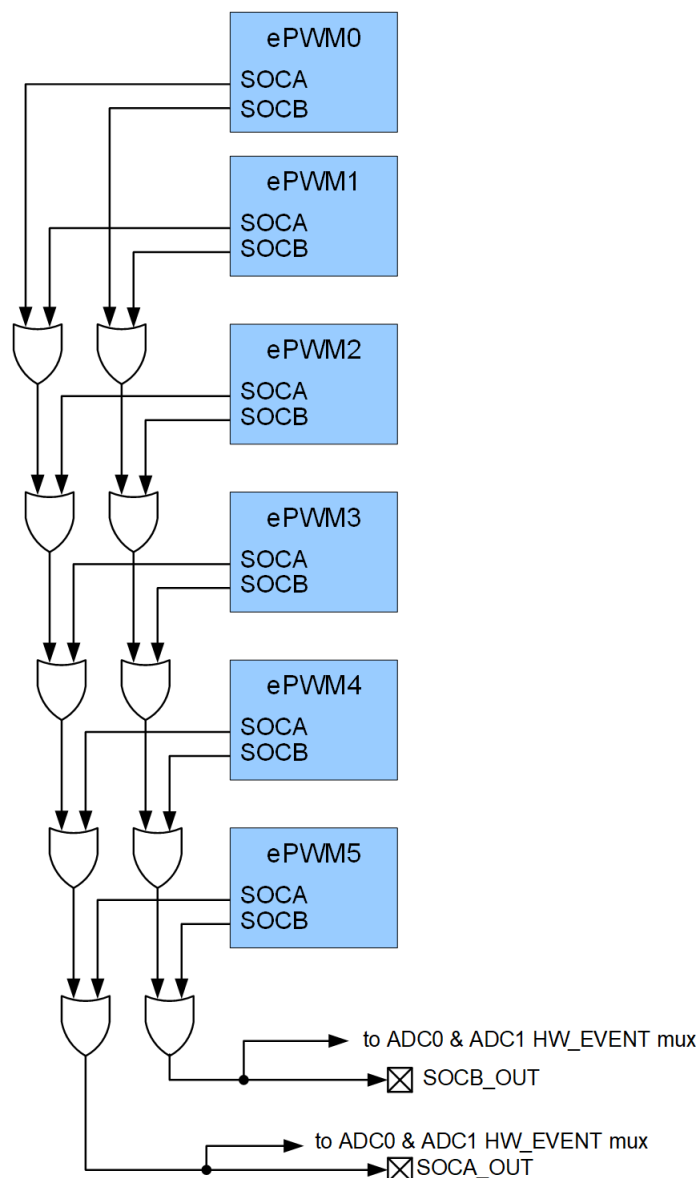 ePWM0
SOCA
SOCB
ePWM1
SOCA
SOCB
ePWM2
SOCA
SOCB
ePWM3
SOCA
SOCB
ePWM4
SOCA
SOCB
ePWM5
SOCA
SOCB
to ADC0 & ADC1 HW_EVENT mux
SOCB_OUT
to ADC0 & ADC1 HW_EVENT mux
SOCA_OUT